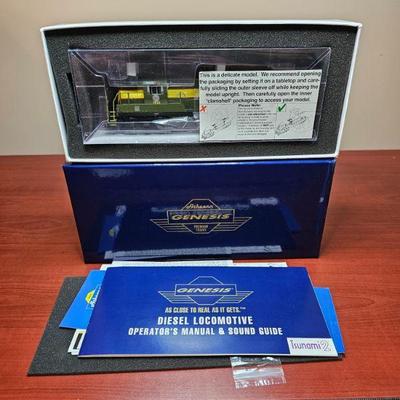 This is a delicate model. We recommend opening
the packaging by setting it on a tabletop and care-
fully sliding the outer sleeve off while keeping the
model upright. Then carefully open the inner
"clamshell" packaging to access your model.
Please Note:
Athearn
GENESIS
PREMIUM
TRAINS
GENESIS
AS CLOSE TO REAL AS IT GETS.™
DIESEL LOCOMOTIVE
OPERATOR'S MANUAL & SOUND GUIDE
Tsunami2